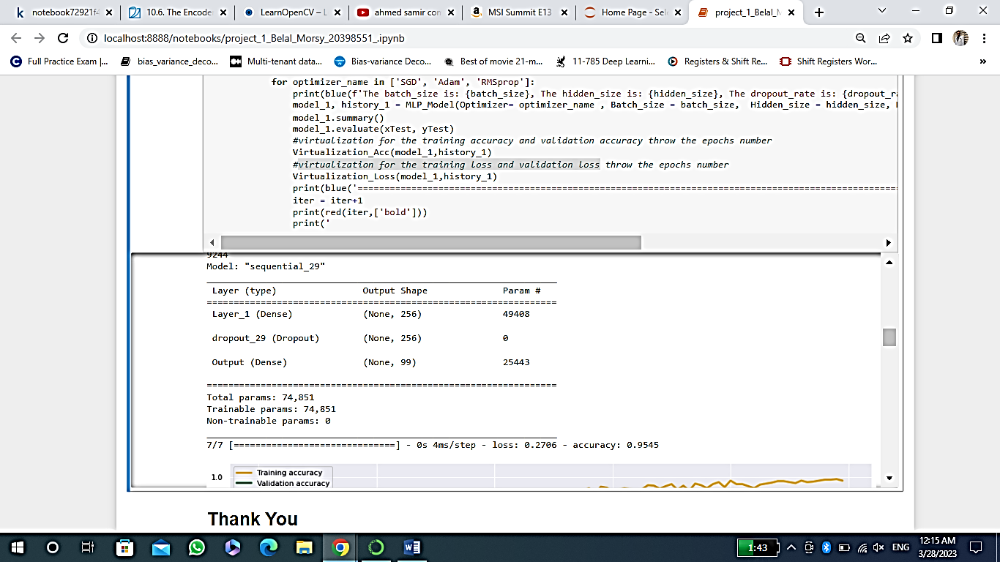 notebook72921f4
10.6. The Encode
LearnOpenCV – L
ahmed samir con
MSI Summit E13
Home Page - Sel
project_1_Belal_M
localhost:8888/notebooks/project_1_Belal_Morsy_20398551_.ipynb
Full Practice Exam |...
bias_variance_deco...
Multi-tenant data...
Bias-variance Deco...
Best of movie 21-m...
11-785 Deep Learni...
Registers & Shift Re...
Shift Registers Wor...
»
for optimizer_name in ['SGD', 'Adam', 'RMSprop']:
print(blue(f'The batch_size is: {batch_size}, The hidden_size is: {hidden_size}, The dropout_rate is: {dropout_ra
model_1, history_1 = MLP_Model(Optimizer= optimizer_name , Batch_size = batch_size,  Hidden_size = hidden_size,
model_1.summary()
model_1.evaluate(xTest, yTest)
#virtualization for the training accuracy and validation accuracy throw the epochs number
Virtualization_Acc(model_1,history_1)
#virtualization for the training loss and validation loss throw the epochs number
Virtualization_Loss(model_1,history_1)
print(blue('====================================================================================================
iter = iter+1
print(red(iter,['bold']))
print('
9244
Model: "sequential_29"
_________________________________________________________________
Layer (type) Output Shape Param #
=================================================================
Layer_1 (Dense) (None, 256) 49408
dropout_29 (Dropout) (None, 256) 0
Output (Dense) (None, 99) 25443
=================================================================
Total params: 74,851
Trainable params: 74,851
Non-trainable params: 0
_________________________________________________________________
7/7 [==============================] - 0s 4ms/step - loss: 0.2706 - accuracy: 0.9545
1.0
Training accuracy
Validation accuracy
Thank You
1:43
ENG
12:15 AM
3/28/2023